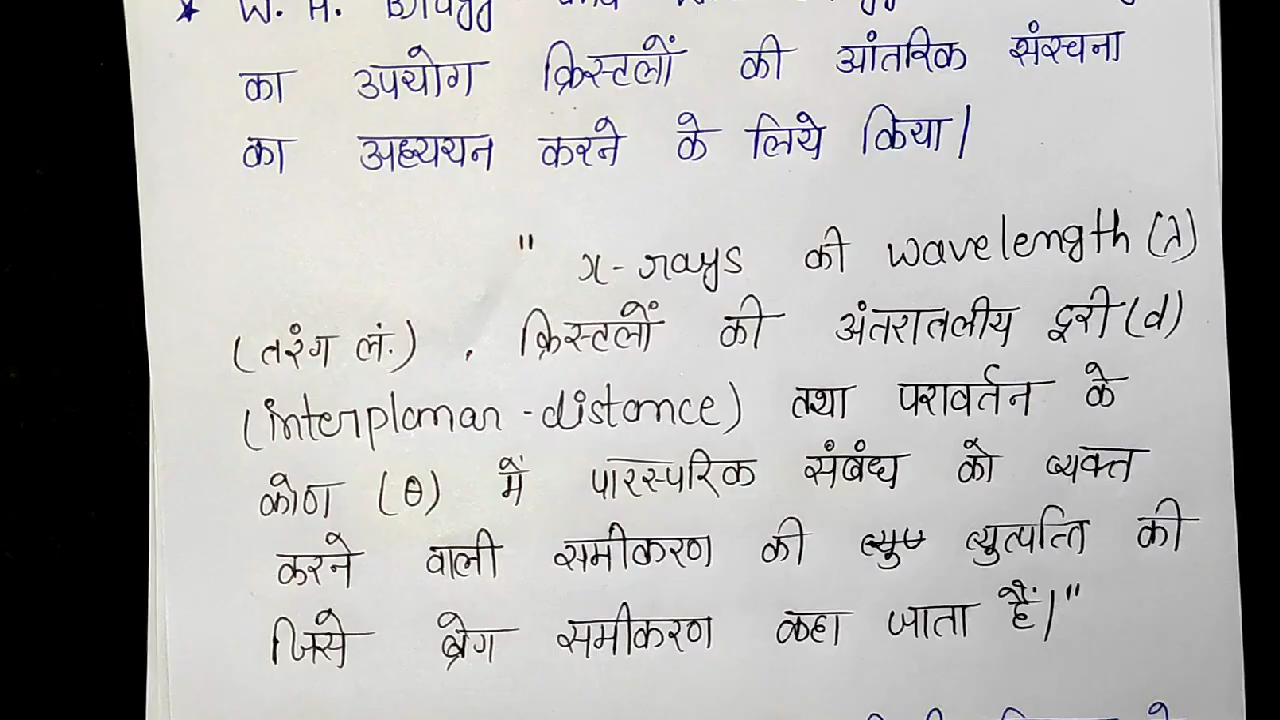 ★ W. H. Bragg
का उपयोग क्रिस्टलों की आंतरिक संरचना
का अध्ययन करने के लिये किया।
" x-rays की wavelength (λ)
(तरंग लं.) , क्रिस्टलों की अंतरातलीय दूरी (d)
(interplanar - distance) तथा परावर्तन के
कोण (θ) में पारस्परिक संबंध को व्यक्त
करने वाली समीकरण की व्युत्पत्ति की
जिसे ब्रेग समीकरण कहा जाता हैं।"